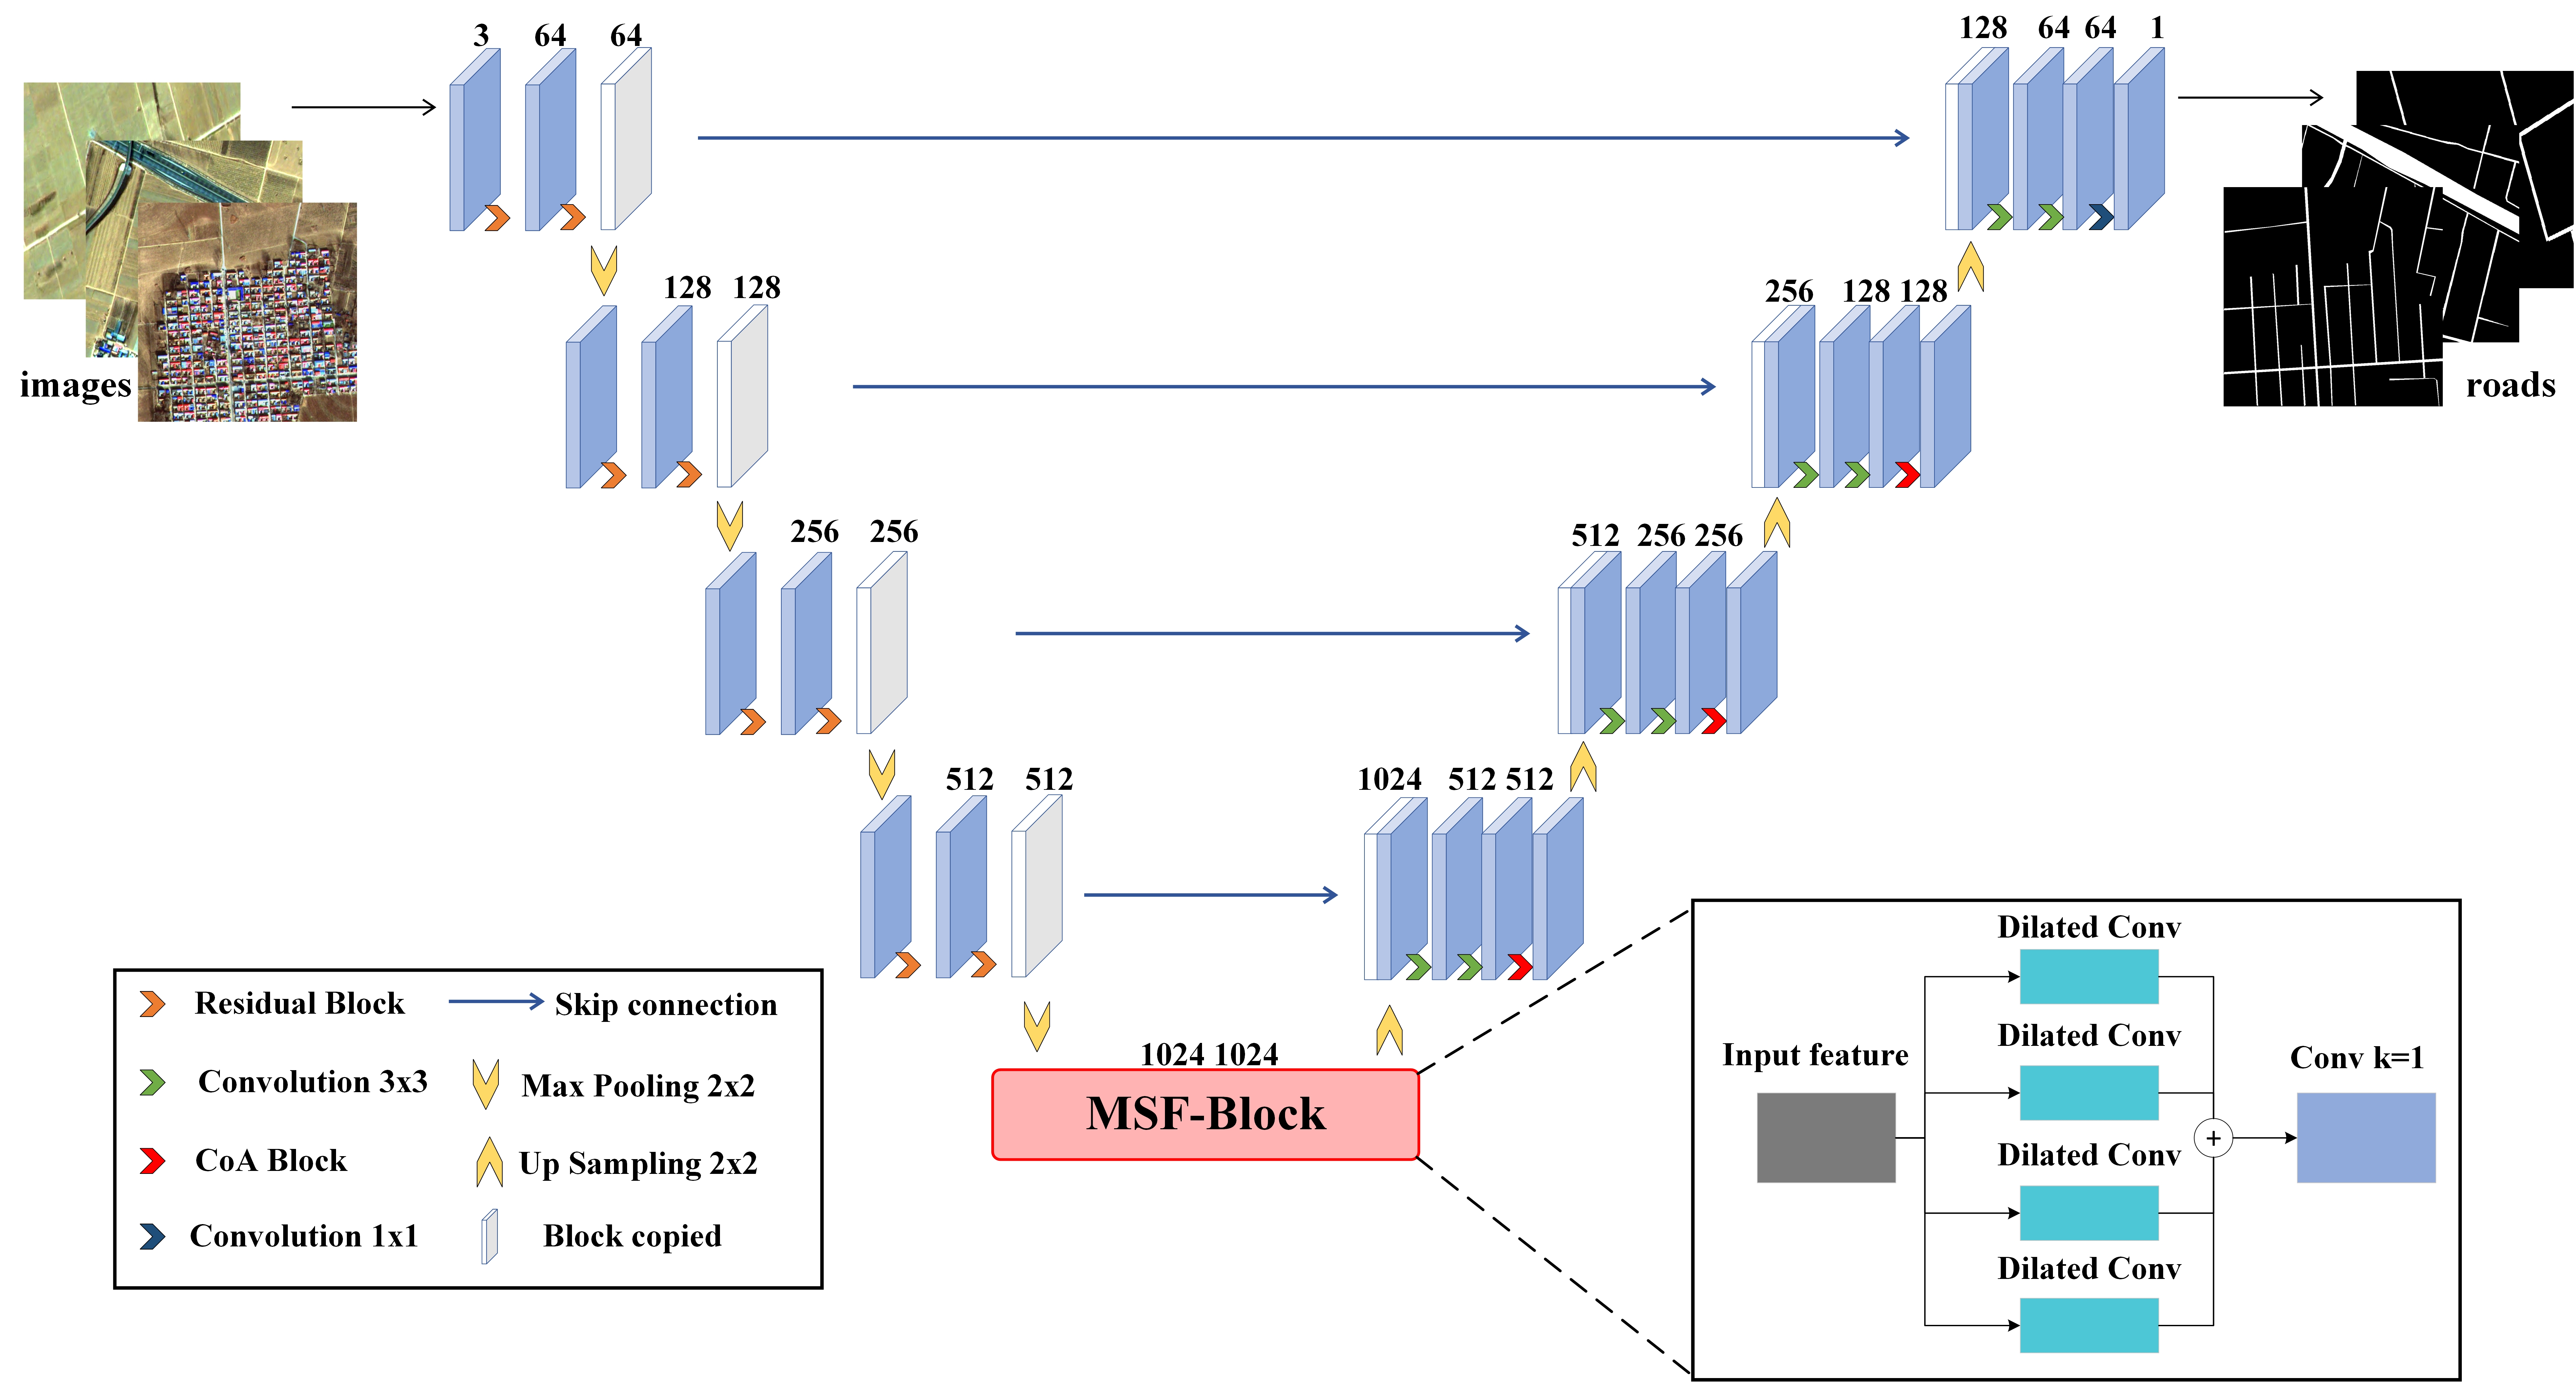 3 64 64
128 64 64 1
images
roads
128 128
256 128 128
256 256
512 256 256
512 512
1024 512 512
1024 1024
MSF-Block
Residual Block
Skip connection
Convolution 3x3
Max Pooling 2x2
CoA Block
Up Sampling 2x2
Convolution 1x1
Block copied
Dilated Conv
Dilated Conv
Input feature
Conv k=1
+
Dilated Conv
Dilated Conv